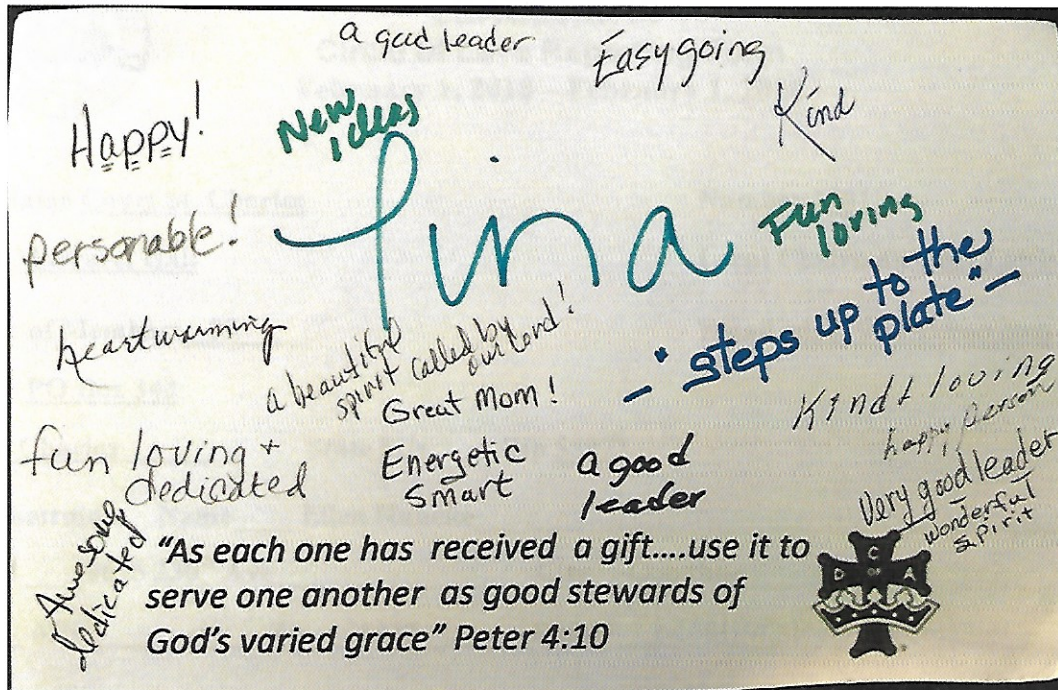 a good leader
Easygoing
Kind
Happy!
New
Ideas
Tina
personable!
Fun
loving
"steps up to the
plate"
heartwarming
a beautiful
spirit called by
our Lord!
Great Mom!
Kind & loving
happy person
fun loving +
dedicated
Energetic
Smart
a good
leader
Very good leader
wonderful
spirit
Awesome
dedicated
"As each one has received a gift....use it to
serve one another as good stewards of
God's varied grace" Peter 4:10
C
D OF A